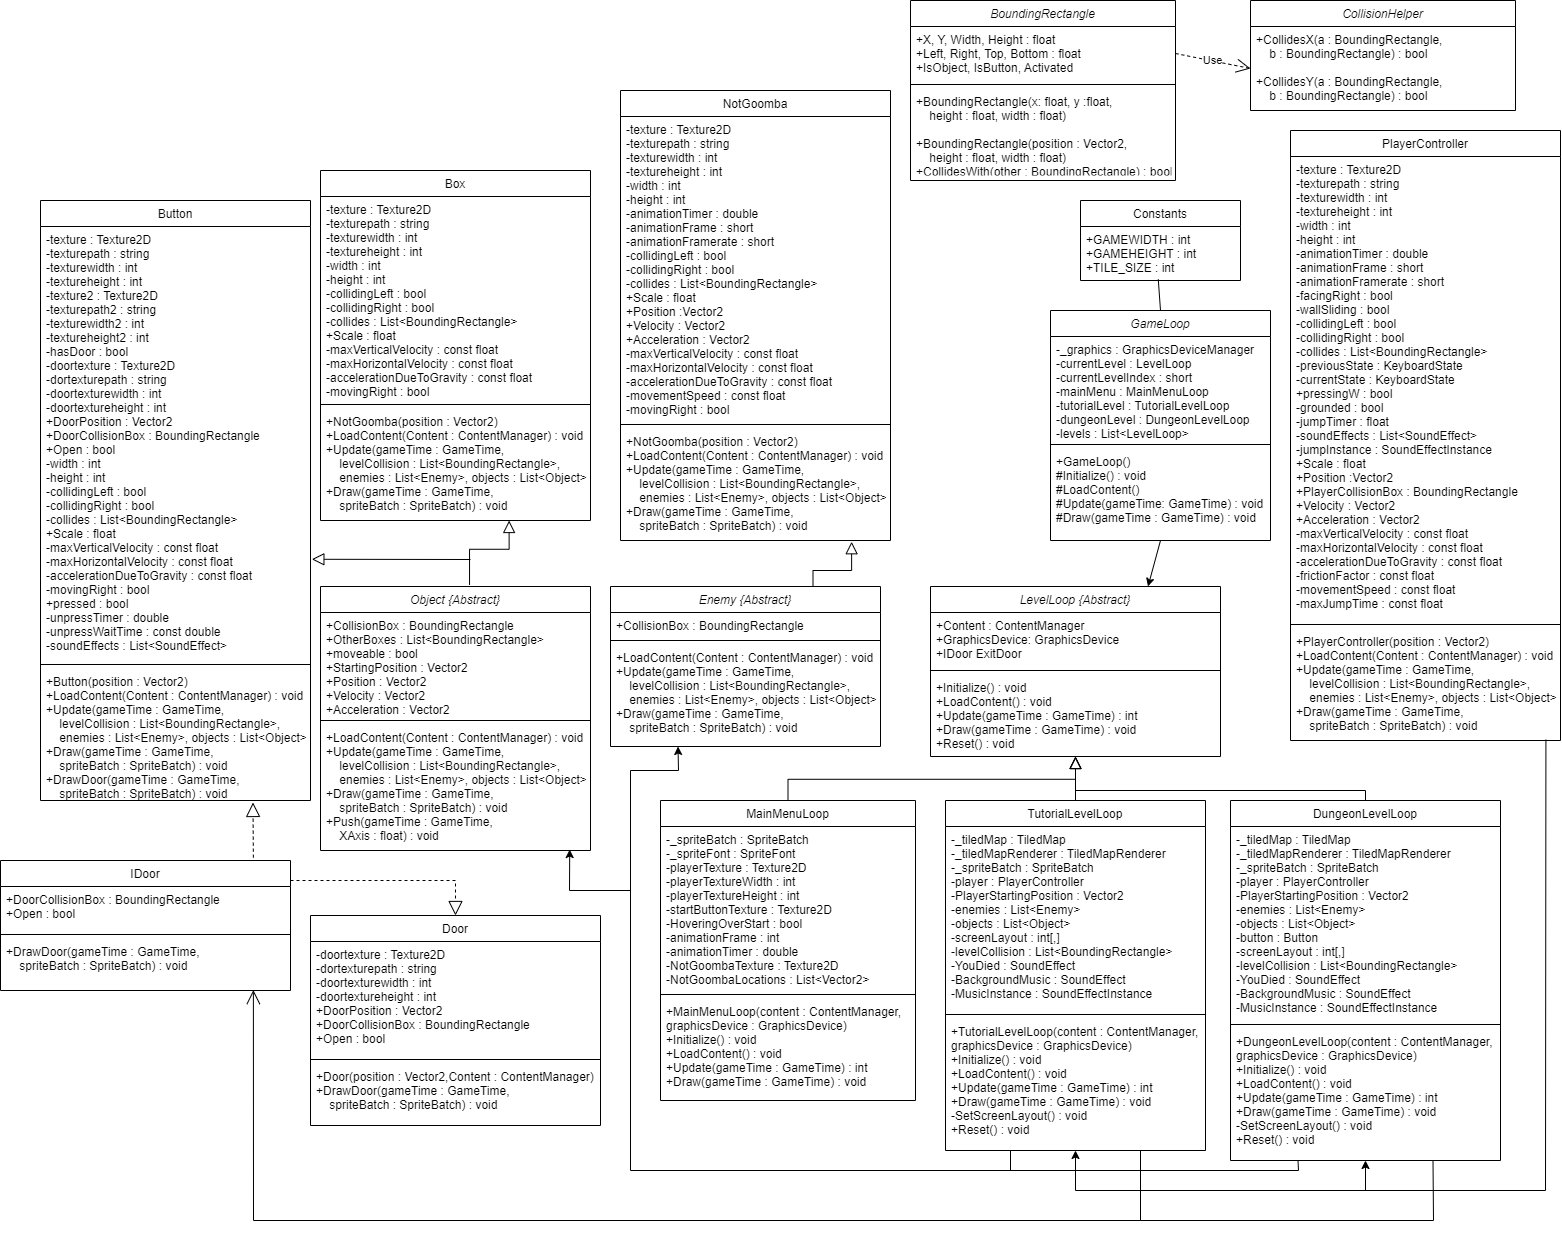 BoundingRectangle
+X, Y, Width, Height : float
+Left, Right, Top, Bottom : float
+IsObject, IsButton, Activated
+BoundingRectangle(x: float, y :float,
height : float, width : float)
+BoundingRectangle(position : Vector2,
height : float, width : float)
+CollidesWith(other : BoundingRectangle) : bool
Use
CollisionHelper
+CollidesX(a : BoundingRectangle,
b : BoundingRectangle) : bool
+CollidesY(a : BoundingRectangle,
b : BoundingRectangle) : bool
NotGoomba
-texture : Texture2D
-texturepath : string
-texturewidth : int
-textureheight : int
-width : int
-height : int
-animationTimer : double
-animationFrame : short
-animationFramerate : short
-collidingLeft : bool
-collidingRight : bool
-collides : List<BoundingRectangle>
+Scale : float
+Position :Vector2
+Velocity : Vector2
+Acceleration : Vector2
-maxVerticalVelocity : const float
-maxHorizontalVelocity : const float
-accelerationDueToGravity : const float
-movementSpeed : const float
-movingRight : bool
+NotGoomba(position : Vector2)
+LoadContent(Content : ContentManager) : void
+Update(gameTime : GameTime,
levelCollision : List<BoundingRectangle>,
enemies : List<Enemy>, objects : List<Object)
+Draw(gameTime : GameTime,
spriteBatch : SpriteBatch) : void
PlayerController
-texture : Texture2D
-texturepath : string
-texturewidth : int
-textureheight : int
-width : int
-height : int
-animationTimer : double
-animationFrame : short
-animationFramerate : short
-facingRight : bool
-wallSliding : bool
-collidingLeft : bool
-collidingRight : bool
-collides : List<BoundingRectangle>
-previousState : KeyboardState
-currentState : KeyboardState
+pressingW : bool
-grounded : bool
-jumpTimer : float
-soundEffects : List<SoundEffect>
-jumpInstance : SoundEffectInstance
+Scale : float
+Position :Vector2
+PlayerCollisionBox : BoundingRectangle
+Velocity : Vector2
+Acceleration : Vector2
-maxVerticalVelocity : const float
-maxHorizontalVelocity : const float
-accelerationDueToGravity : const float
-frictionFactor : const float
-movementSpeed : const float
-maxJumpTime : const float
+PlayerController(position : Vector2)
+LoadContent(Content : ContentManager) : void
+Update(gameTime : GameTime,
levelCollision : List<BoundingRectangle>,
enemies : List<Enemy>, objects : List<Object)
+Draw(gameTime : GameTime,
spriteBatch : SpriteBatch) : void
Box
-texture : Texture2D
-texturepath : string
-texturewidth : int
-textureheight : int
-width : int
-height : int
-collidingLeft : bool
-collidingRight : bool
-collides : List<BoundingRectangle>
+Scale : float
-maxVerticalVelocity : const float
-maxHorizontalVelocity : const float
-accelerationDueToGravity : const float
-movingRight : bool
+NotGoomba(position : Vector2)
+LoadContent(Content : ContentManager) : void
+Update(gameTime : GameTime,
levelCollision : List<BoundingRectangle>,
enemies : List<Enemy>, objects : List<Object)
+Draw(gameTime : GameTime,
spriteBatch : SpriteBatch) : void
Button
-texture : Texture2D
-texturepath : string
-texturewidth : int
-textureheight : int
-texture2 : Texture2D
-texturepath2 : string
-texturewidth2 : int
-textureheight2 : int
-hasDoor : bool
-doortexture : Texture2D
-dortexturepath : string
-doortexturewidth : int
-doortextureheight : int
+DoorPosition : Vector2
+DoorCollisionBox : BoundingRectangle
+Open : bool
-width : int
-height : int
-collidingLeft : bool
-collidingRight : bool
-collides : List<BoundingRectangle>
+Scale : float
-maxVerticalVelocity : const float
-maxHorizontalVelocity : const float
-accelerationDueToGravity : const float
-movingRight : bool
+pressed : bool
-unpressTimer : double
-unpressWaitTime : const double
-soundEffects : List<SoundEffect>
+Button(position : Vector2)
+LoadContent(Content : ContentManager) : void
+Update(gameTime : GameTime,
levelCollision : List<BoundingRectangle>,
enemies : List<Enemy>, objects : List<Object)
+Draw(gameTime : GameTime,
spriteBatch : SpriteBatch) : void
+DrawDoor(gameTime : GameTime,
spriteBatch : SpriteBatch) : void
Constants
+GAMEWIDTH : int
+GAMEHEIGHT : int
+TILE_SIZE : int
GameLoop
-_graphics : GraphicsDeviceManager
-currentLevel : LevelLoop
-currentLevelIndex : short
-mainMenu : MainMenuLoop
-tutorialLevel : TutorialLevelLoop
-dungeonLevel : DungeonLevelLoop
-levels : List<LevelLoop>
+GameLoop()
#Initialize() : void
#LoadContent()
#Update(gameTime: GameTime) : void
#Draw(gameTime : GameTime) : void
Object {Abstract}
+CollisionBox : BoundingRectangle
+OtherBoxes : List<BoundingRectangle>
+moveable : bool
+StartingPosition : Vector2
+Position : Vector2
+Velocity : Vector2
+Acceleration : Vector2
+LoadContent(Content : ContentManager) : void
+Update(gameTime : GameTime,
levelCollision : List<BoundingRectangle>,
enemies : List<Enemy>, objects : List<Object)
+Draw(gameTime : GameTime,
spriteBatch : SpriteBatch) : void
+Push(gameTime : GameTime,
XAxis : float) : void
Enemy {Abstract}
+CollisionBox : BoundingRectangle
+LoadContent(Content : ContentManager) : void
+Update(gameTime : GameTime,
levelCollision : List<BoundingRectangle>,
enemies : List<Enemy>, objects : List<Object)
+Draw(gameTime : GameTime,
spriteBatch : SpriteBatch) : void
LevelLoop {Abstract}
+Content : ContentManager
+GraphicsDevice: GraphicsDevice
+IDoor ExitDoor
+Initialize() : void
+LoadContent() : void
+Update(gameTime : GameTime) : int
+Draw(gameTime : GameTime) : void
+Reset() : void
MainMenuLoop
-_spriteBatch : SpriteBatch
-_spriteFont : SpriteFont
-playerTexture : Texture2D
-playerTextureWidth : int
-playerTextureHeight : int
-startButtonTexture : Texture2D
-HoveringOverStart : bool
-animationFrame : int
-animationTimer : double
-NotGoombaTexture : Texture2D
-NotGoombaLocations : List<Vector2>
+MainMenuLoop(content : ContentManager,
graphicsDevice : GraphicsDevice)
+Initialize() : void
+LoadContent() : void
+Update(gameTime : GameTime) : int
+Draw(gameTime : GameTime) : void
TutorialLevelLoop
-_tiledMap : TiledMap
-_tiledMapRenderer : TiledMapRenderer
-_spriteBatch : SpriteBatch
-player : PlayerController
-PlayerStartingPosition : Vector2
-enemies : List<Enemy>
-objects : List<Object>
-screenLayout : int[,]
-levelCollision : List<BoundingRectangle>
-YouDied : SoundEffect
-BackgroundMusic : SoundEffect
-MusicInstance : SoundEffectInstance
+TutorialLevelLoop(content : ContentManager,
graphicsDevice : GraphicsDevice)
+Initialize() : void
+LoadContent() : void
+Update(gameTime : GameTime) : int
+Draw(gameTime : GameTime) : void
-SetScreenLayout() : void
+Reset() : void
DungeonLevelLoop
-_tiledMap : TiledMap
-_tiledMapRenderer : TiledMapRenderer
-_spriteBatch : SpriteBatch
-player : PlayerController
-PlayerStartingPosition : Vector2
-enemies : List<Enemy>
-objects : List<Object>
-button : Button
-screenLayout : int[,]
-levelCollision : List<BoundingRectangle>
-YouDied : SoundEffect
-BackgroundMusic : SoundEffect
-MusicInstance : SoundEffectInstance
+DungeonLevelLoop(content : ContentManager,
graphicsDevice : GraphicsDevice)
+Initialize() : void
+LoadContent() : void
+Update(gameTime : GameTime) : int
+Draw(gameTime : GameTime) : void
-SetScreenLayout() : void
+Reset() : void
IDoor
+DoorCollisionBox : BoundingRectangle
+Open : bool
+DrawDoor(gameTime : GameTime,
spriteBatch : SpriteBatch) : void
Door
-doortexture : Texture2D
-dortexturepath : string
-doortexturewidth : int
-doortextureheight : int
+DoorPosition : Vector2
+DoorCollisionBox : BoundingRectangle
+Open : bool
+Door(position : Vector2,Content : ContentManager)
+DrawDoor(gameTime : GameTime,
spriteBatch : SpriteBatch) : void